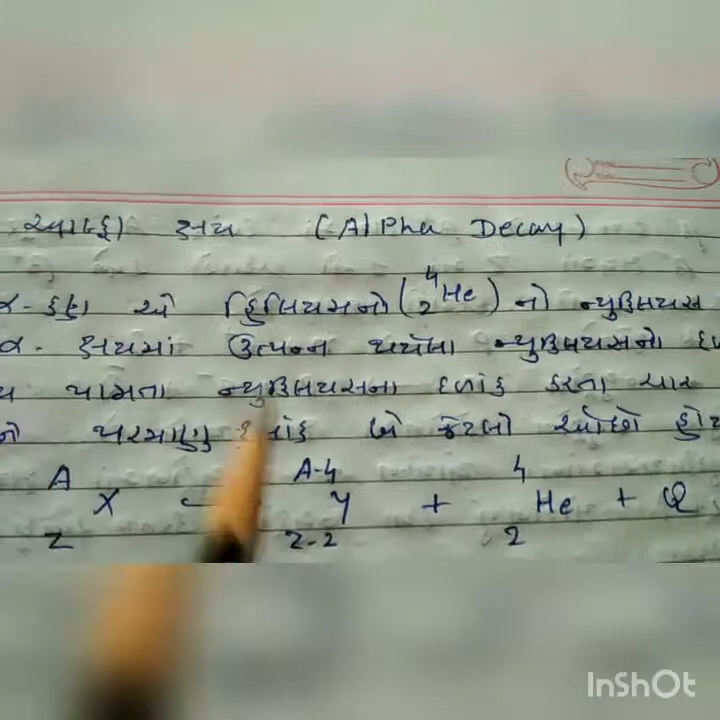 આલ્ફા ક્ષય (Alpha Decay)
α-કણ એ હિલિયમનો (⁴₂He) નો ન્યુક્લિયસ
α- ક્ષયમાં ઉત્પન્ન થયેલા ન્યુક્લિયસનો
પામતા ન્યુક્લિયસના દળાંક કરતા ચાર
પરમાણુ ક્રમાંક બે જેટલો ઓછો
A A-4 4
X Y + He + Q
Z Z-2 2
InShOt